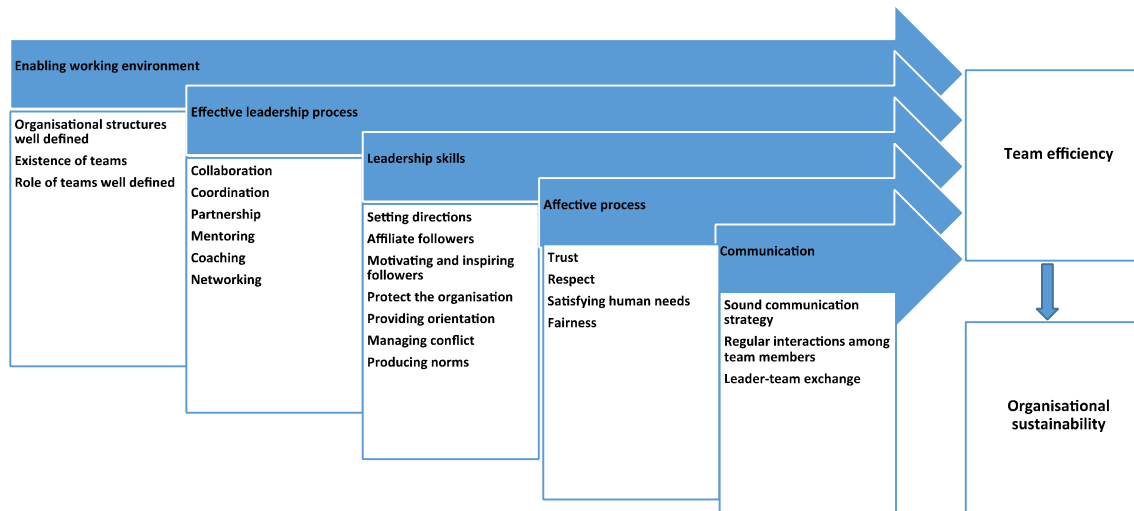 Enabling working environment
Organisational structures
well defined
Existence of teams
Role of teams well defined
Effective leadership process
Collaboration
Coordination
Partnership
Mentoring
Coaching
Networking
Leadership skills
Setting directions
Affiliate followers
Motivating and inspiring
followers
Protect the organisation
Providing orientation
Managing conflict
Producing norms
Affective process
Trust
Respect
Satisfying human needs
Fairness
Communication
Sound communication
strategy
Regular interactions among
team members
Leader-team exchange
Team efficiency
Organisational
sustainability